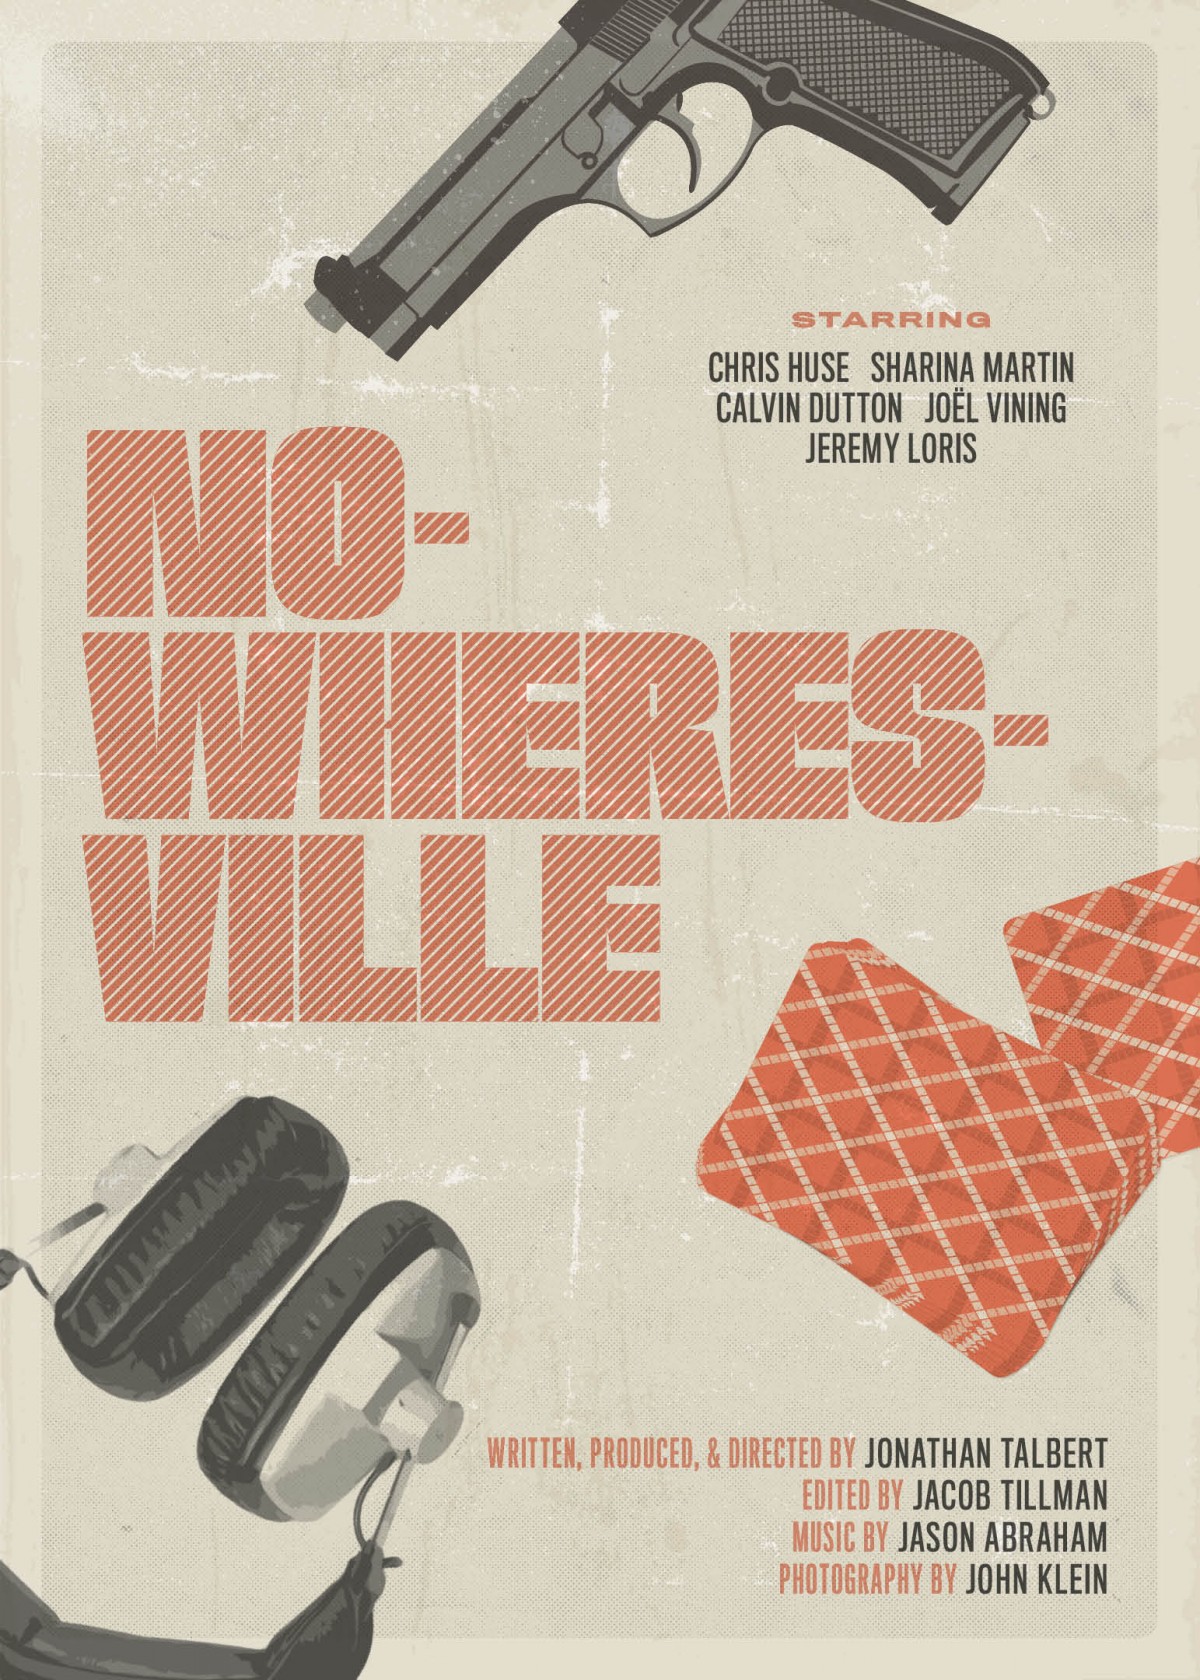 STARRING
CHRIS HUSE SHARINA MARTIN
CALVIN DUTTON JOËL VINING
JEREMY LORIS
NO-
WHERES-
VILLE
WRITTEN, PRODUCED, & DIRECTED BY JONATHAN TALBERT
EDITED BY JACOB TILLMAN
MUSIC BY JASON ABRAHAM
PHOTOGRAPHY BY JOHN KLEIN